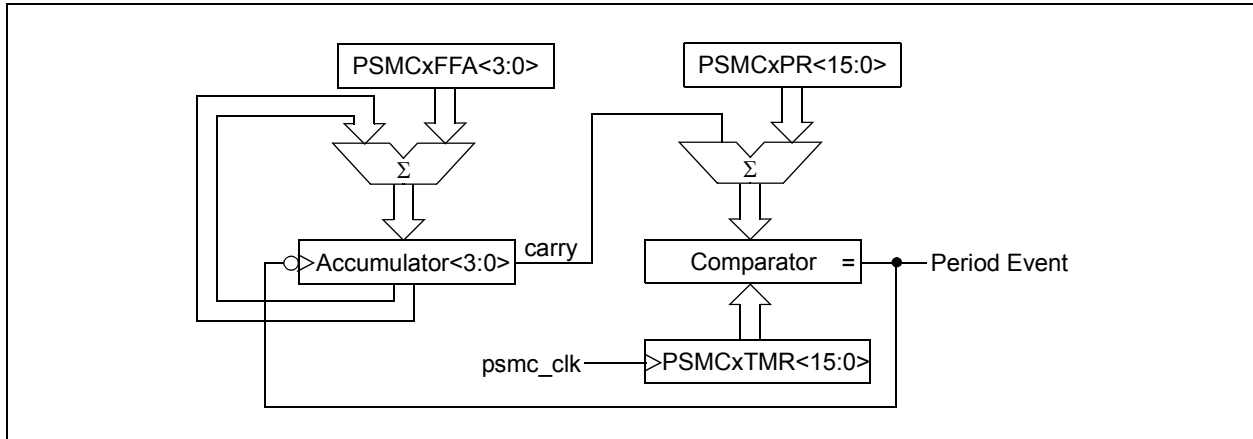 PSMCxFFA<3:0>
PSMCxPR<15:0>
Σ
Σ
Accumulator<3:0>
carry
Comparator =
Period Event
psmc_clk
PSMCxTMR<15:0>